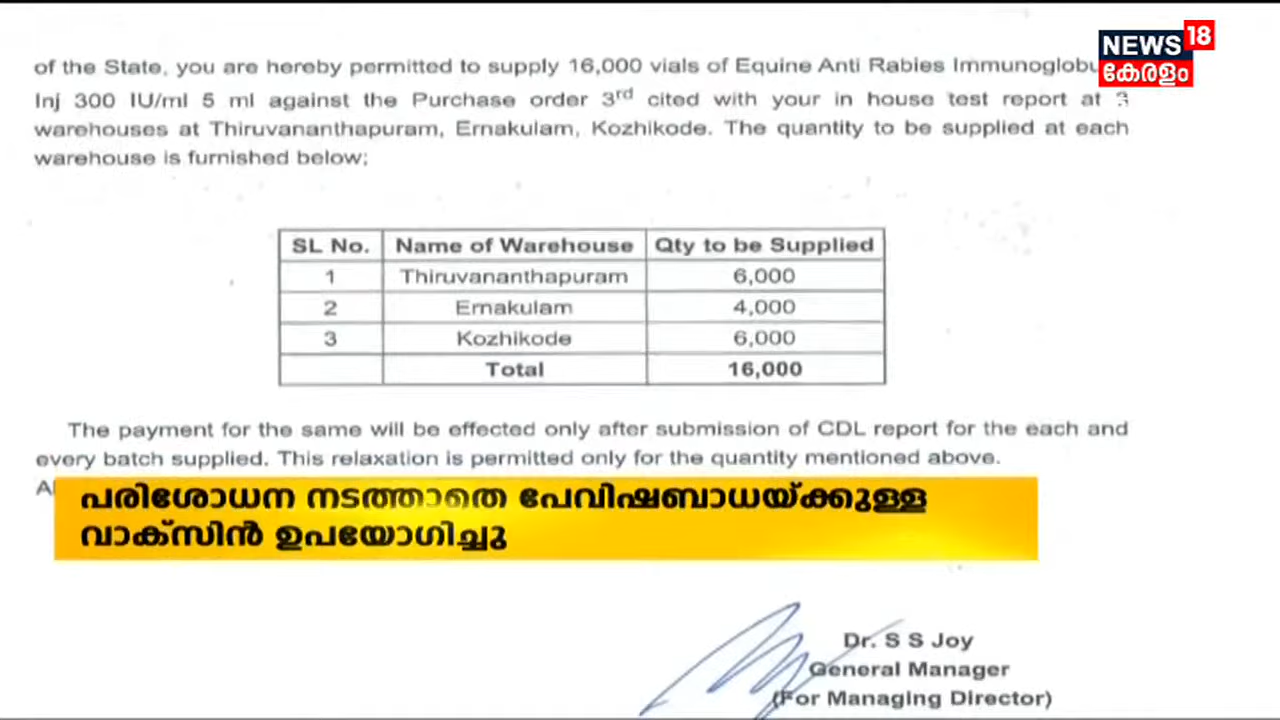 NEWS 18
കേരളം
of the State, you are hereby permitted to supply 16,000 vials of Equine Anti Rabies
Inj 300 IU/ml 5 ml against the Purchase order 3rd cited with your in house test report at 3
warehouses at Thiruvananthapuram, Ernakulam, Kozhikode. The quantity to be supplied at each
warehouse is furnished below;
SL No. Name of Warehouse Qty to be Supplied
1 Thiruvananthapuram 6,000
2 Ernakulam 4,000
3 Kozhikode 6,000
Total 16,000
The payment for the same will be effected only after submission of CDL report for the each and
every batch supplied. This relaxation is permitted only for the quantity mentioned above.
പരിശോധന നടത്താതെ പേവിഷബാധയ്ക്കുള്ള
വാക്സിൻ ഉപയോഗിച്ചു
Dr. S S Joy
General Manager
(For Managing Director)